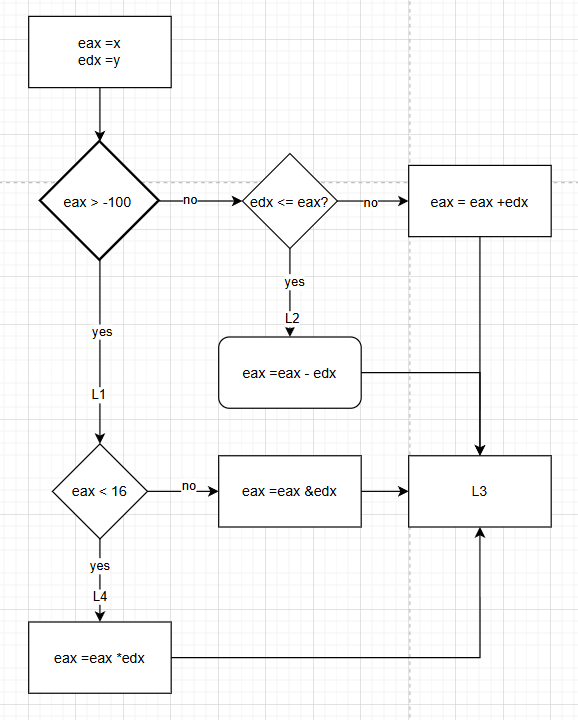 eax =x
edx =y
eax > -100
no
edx <= eax?
no
eax = eax +edx
yes
L2
yes
eax =eax - edx
L1
eax < 16
no
eax =eax &edx
L3
yes
L4
eax =eax *edx